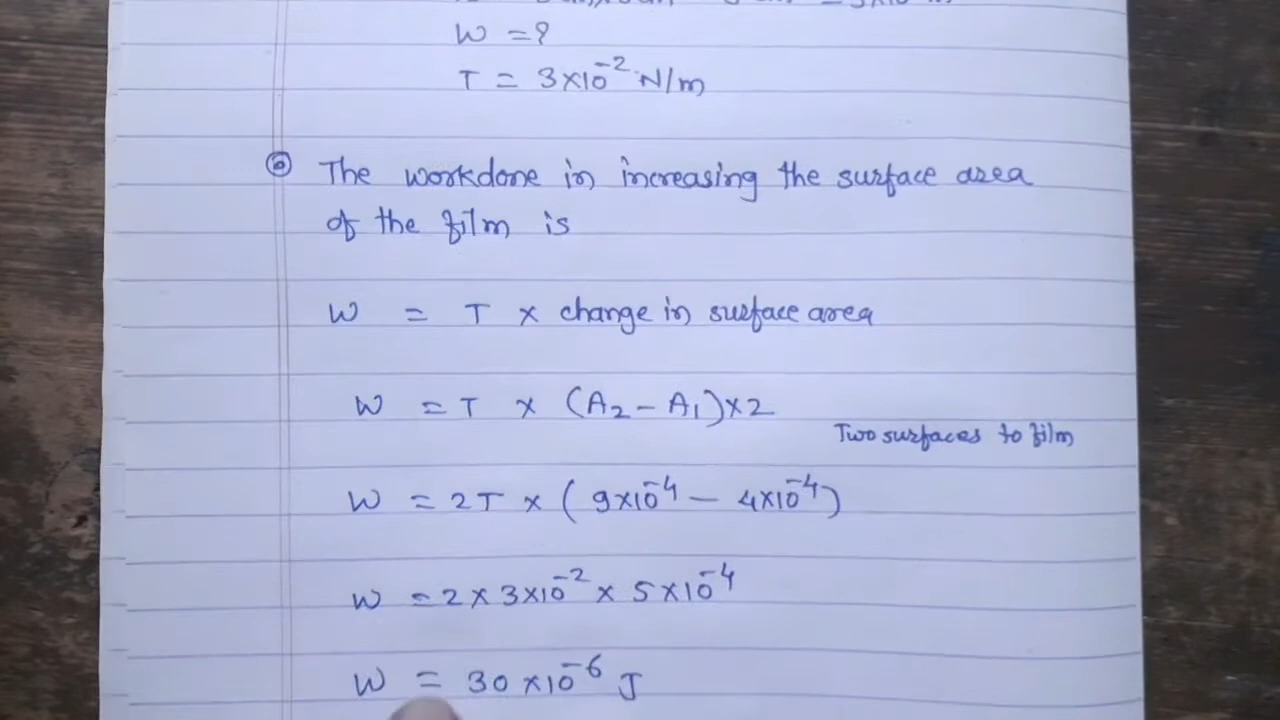 W = ?
T = 3×10⁻² N/m
⓪ The workdone in increasing the surface area
of the film is
W = T × change in surface area
W = T × (A₂ – A₁)×2
Two surfaces to film
W = 2T × ( 9×10⁻⁴ – 4×10⁻⁴)
W = 2 × 3×10⁻² × 5×10⁻⁴
W = 30×10⁻⁶ J